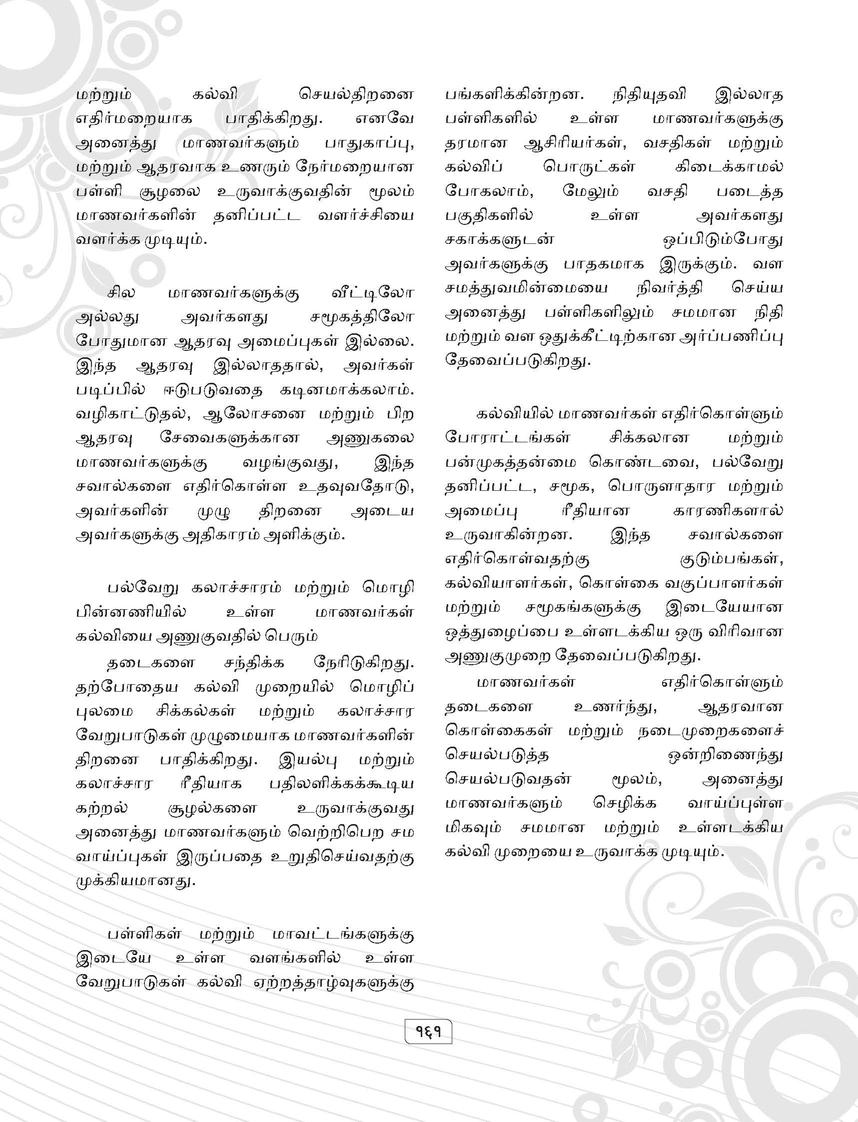 மற்றும் கல்வி செயல்திறனை
எதிர்மறையாக பாதிக்கிறது. எனவே
அனைத்து மாணவர்களும் பாதுகாப்பு,
மற்றும் ஆதரவாக உணரும் நேர்மறையான
பள்ளி சூழலை உருவாக்குவதின் மூலம்
மாணவர்களின் தனிப்பட்ட வளர்ச்சியை
வளர்க்க முடியும்.
சில மாணவர்களுக்கு வீட்டிலோ
அல்லது அவர்களது சமூகத்திலோ
போதுமான ஆதரவு அமைப்புகள் இல்லை.
இந்த ஆதரவு இல்லாததால், அவர்கள்
படிப்பில் ஈடுபடுவதை கடினமாக்கலாம்.
வழிகாட்டுதல், ஆலோசனை மற்றும் பிற
ஆதரவு சேவைகளுக்கான அணுகலை
மாணவர்களுக்கு வழங்குவது, இந்த
சவால்களை எதிர்கொள்ள உதவுவதோடு,
அவர்களின் முழு திறனை அடைய
அவர்களுக்கு அதிகாரம் அளிக்கும்.
பல்வேறு கலாச்சாரம் மற்றும் மொழி
பின்னணியில் உள்ள மாணவர்கள்
கல்வியை அணுகுவதில் பெரும்
தடைகளை சந்திக்க நேரிடுகிறது.
தற்போதைய கல்வி முறையில் மொழிப்
புலமை சிக்கல்கள் மற்றும் கலாச்சார
வேறுபாடுகள் முழுமையாக மாணவர்களின்
திறனை பாதிக்கிறது. இயல்பு மற்றும்
கலாச்சார ரீதியாக பதிலளிக்கக்கூடிய
கற்றல் சூழல்களை உருவாக்குவது
அனைத்து மாணவர்களும் வெற்றிபெற சம
வாய்ப்புகள் இருப்பதை உறுதிசெய்வதற்கு
முக்கியமானது.
பள்ளிகள் மற்றும் மாவட்டங்களுக்கு
இடையே உள்ள வளங்களில் உள்ள
வேறுபாடுகள் கல்வி ஏற்றத்தாழ்வுகளுக்கு
பங்களிக்கின்றன. நிதியுதவி இல்லாத
பள்ளிகளில் உள்ள மாணவர்களுக்கு
தரமான ஆசிரியர்கள், வசதிகள் மற்றும்
கல்விப் பொருட்கள் கிடைக்காமல்
போகலாம், மேலும் வசதி படைத்த
பகுதிகளில் உள்ள அவர்களது
சகாக்களுடன் ஒப்பிடும்போது
அவர்களுக்கு பாதகமாக இருக்கும். வள
சமத்துவமின்மையை நிவர்த்தி செய்ய
அனைத்து பள்ளிகளிலும் சமமான நிதி
மற்றும் வள ஒதுக்கீட்டிற்கான அர்ப்பணிப்பு
தேவைப்படுகிறது.
கல்வியில் மாணவர்கள் எதிர்கொள்ளும்
போராட்டங்கள் சிக்கலான மற்றும்
பன்முகத்தன்மை கொண்டவை, பல்வேறு
தனிப்பட்ட, சமூக, பொருளாதார மற்றும்
அமைப்பு ரீதியான காரணிகளால்
உருவாகின்றன. இந்த சவால்களை
எதிர்கொள்வதற்கு குடும்பங்கள்,
கல்வியாளர்கள், கொள்கை வகுப்பாளர்கள்
மற்றும் சமூகங்களுக்கு இடையேயான
ஒத்துழைப்பை உள்ளடக்கிய ஒரு விரிவான
அணுகுமுறை தேவைப்படுகிறது.
மாணவர்கள் எதிர்கொள்ளும்
தடைகளை உணர்ந்து, ஆதரவான
கொள்கைகள் மற்றும் நடைமுறைகளைச்
செயல்படுத்த ஒன்றிணைந்து
செயல்படுவதன் மூலம், அனைத்து
மாணவர்களும் செழிக்க வாய்ப்புள்ள
மிகவும் சமமான மற்றும் உள்ளடக்கிய
கல்வி முறையை உருவாக்க முடியும்.
१६१